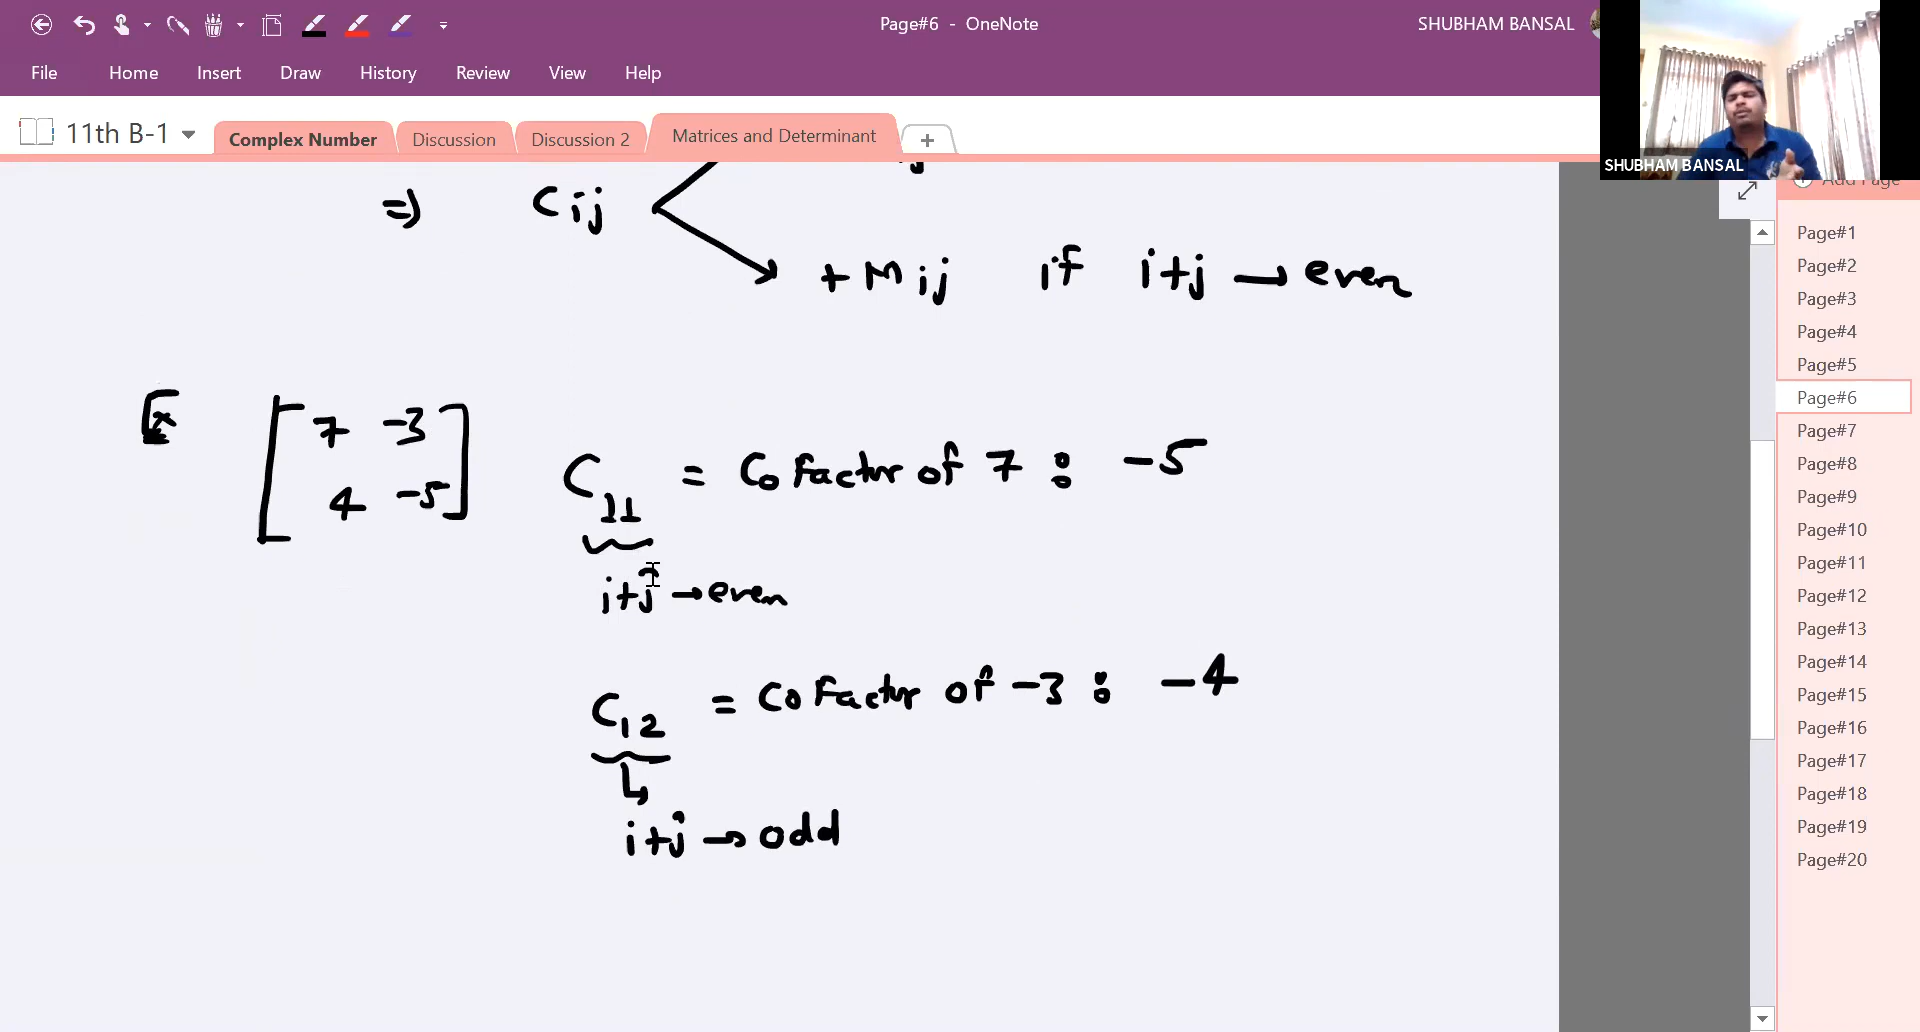 Page#6 - OneNote
SHUBHAM BANSAL
File Home Insert Draw History Review View Help
11th B-1 Complex Number Discussion Discussion 2 Matrices and Determinant
SHUBHAM BANSAL
Add Page
⇒ Cij
+Mij if i+j → even
Ex [7 -3
4 -5]
C11 = Cofactor of 7 : -5
i+j → even
C12 = Cofactor of -3 : -4
i+j → odd
Page#1
Page#2
Page#3
Page#4
Page#5
Page#6
Page#7
Page#8
Page#9
Page#10
Page#11
Page#12
Page#13
Page#14
Page#15
Page#16
Page#17
Page#18
Page#19
Page#20